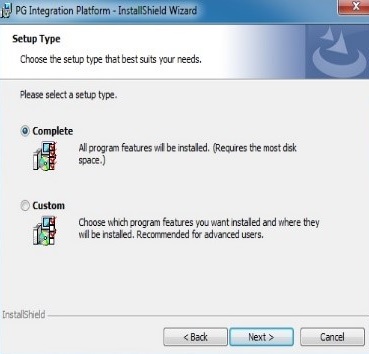 PG Integration Platform - InstallShield Wizard
Setup Type
Choose the setup type that best suits your needs.
Please select a setup type.
Complete
All program features will be installed. (Requires the most disk
space.)
Custom
Choose which program features you want installed and where they
will be installed. Recommended for advanced users.
InstallShield
< Back
Next >
Cancel